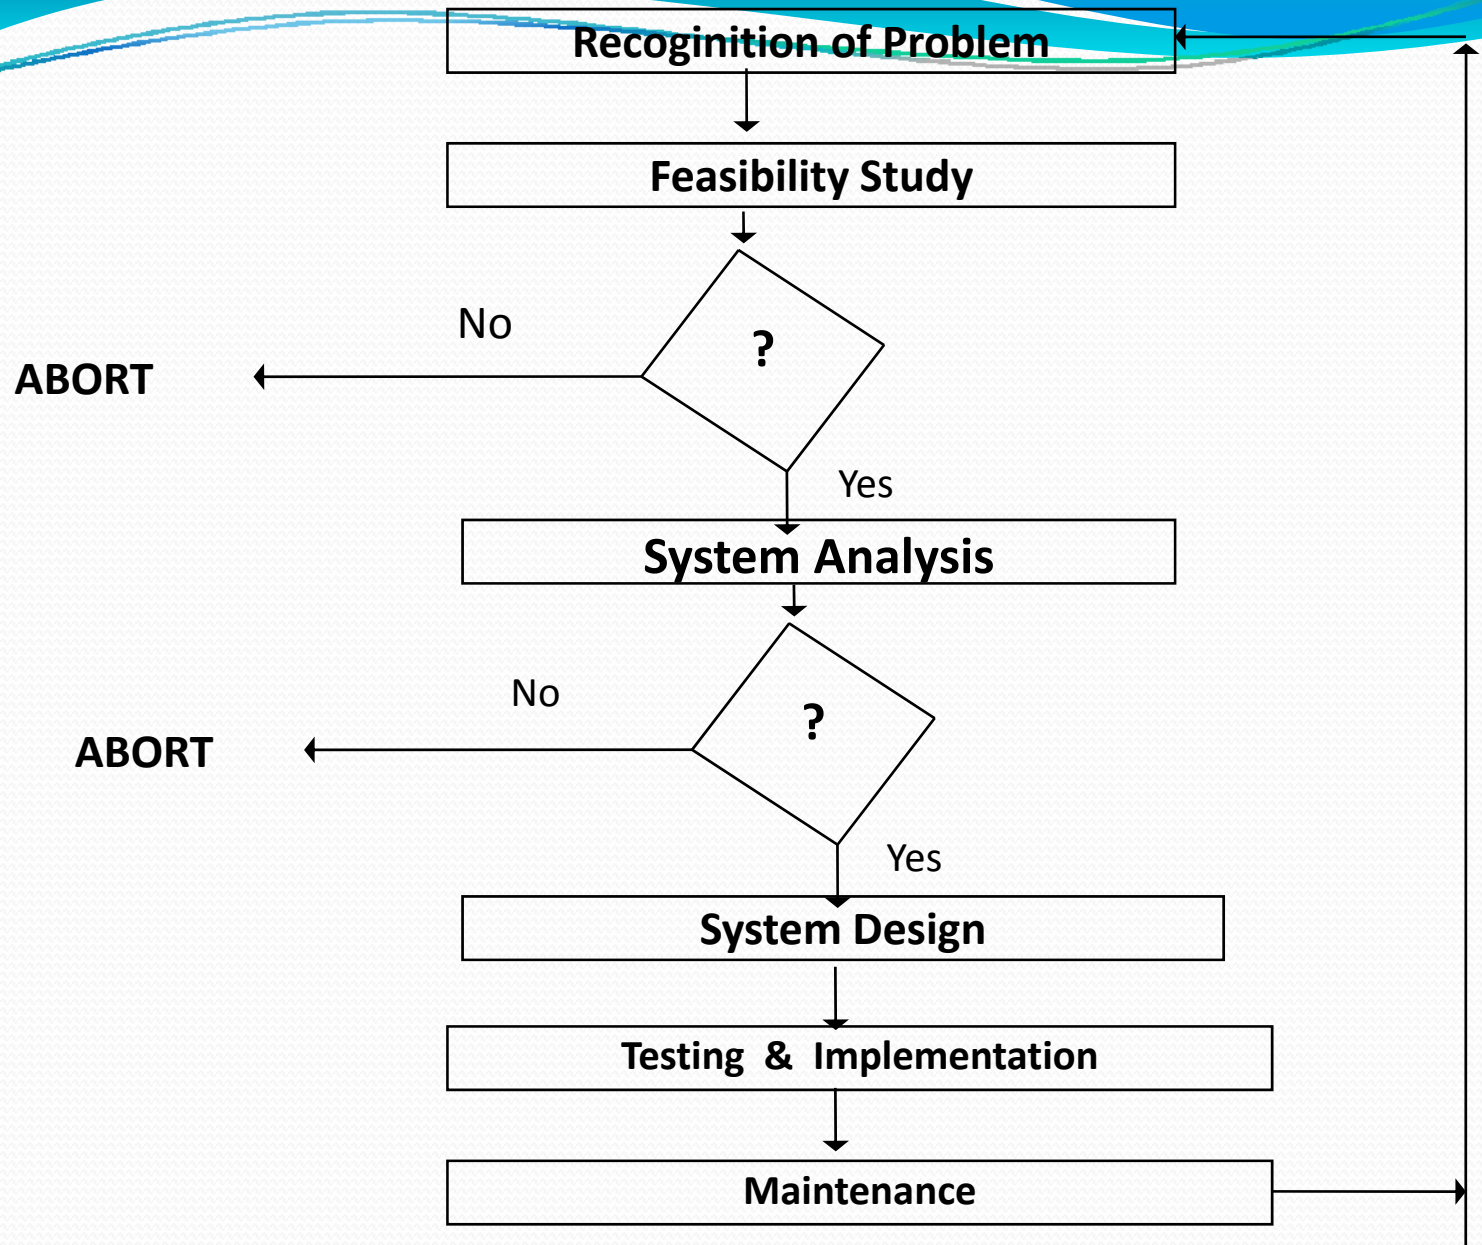 Recoginition of Problem
Feasibility Study
?
No
ABORT
Yes
System Analysis
?
No
ABORT
Yes
System Design
Testing & Implementation
Maintenance